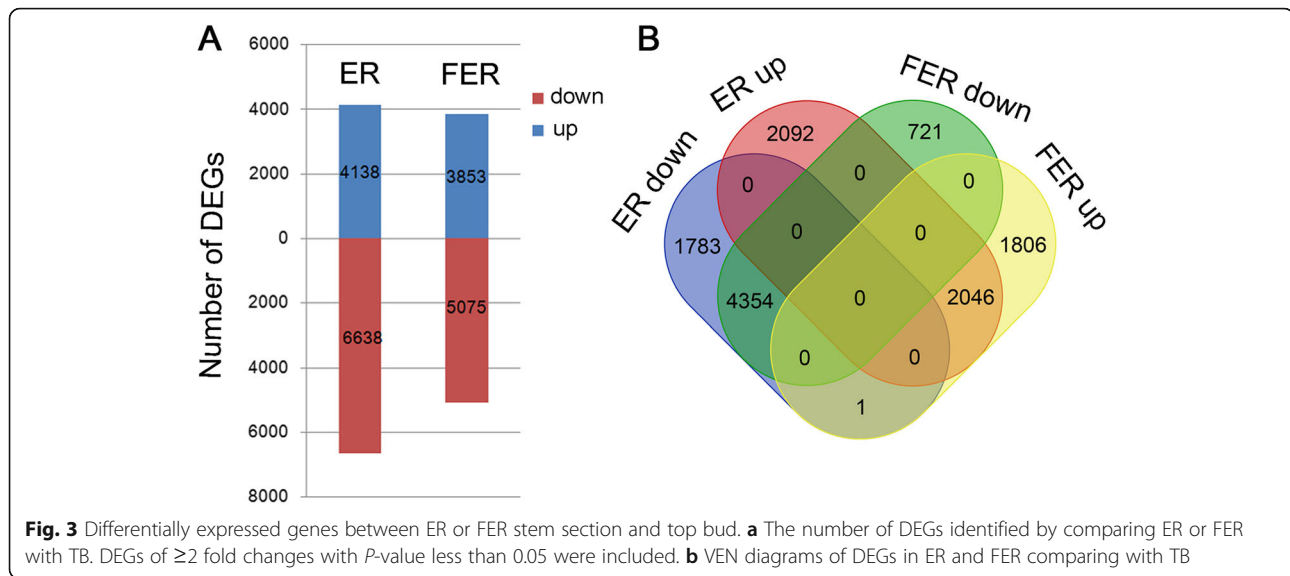 A
6000
4000
2000
0
2000
4000
6000
8000
Number of DEGs
ER
FER
4138
3853
6638
5075
down
up
B
ER down
ER up
FER down
FER up
2092
721
0
1783
0
0
1806
0
0
4354
0
2046
0
0
1
Fig. 3 Differentially expressed genes between ER or FER stem section and top bud. a The number of DEGs identified by comparing ER or FER
with TB. DEGs of ≥2 fold changes with P-value less than 0.05 were included. b VEN diagrams of DEGs in ER and FER comparing with TB